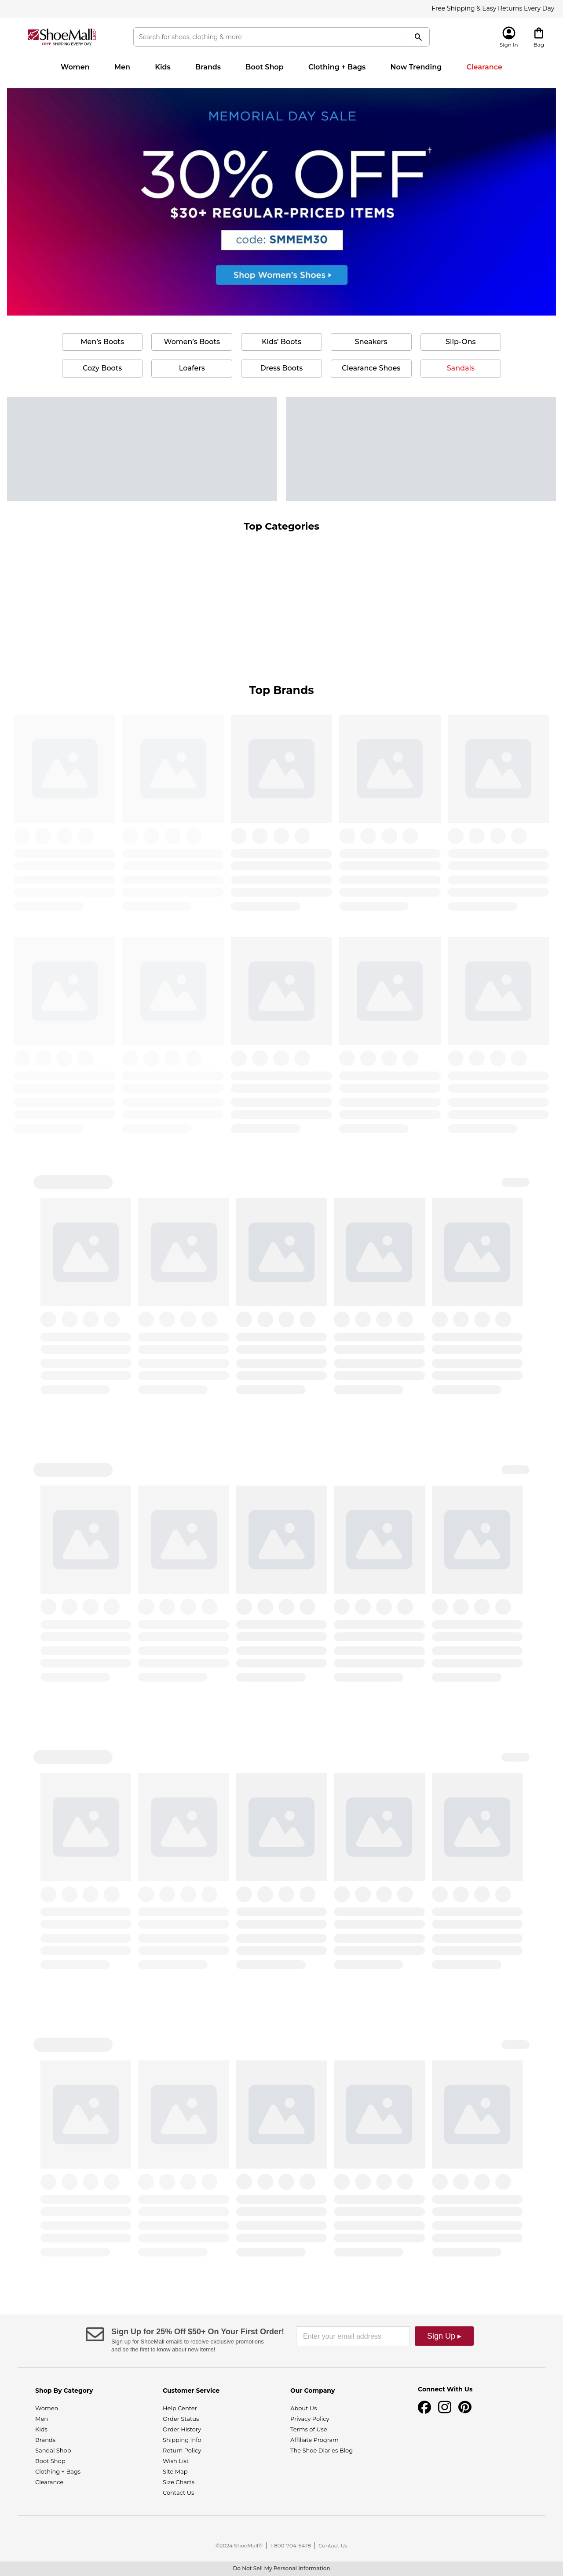 Free Shipping & Easy Returns Every Day
ShoeMall.com
FREE SHIPPING EVERY DAY
Search for shoes, clothing & more
Sign In
Bag
Women Men Kids Brands Boot Shop Clothing + Bags Now Trending Clearance
MEMORIAL DAY SALE
30% OFF†
$30+ REGULAR-PRICED ITEMS
code: SMMEM30
Shop Women's Shoes ▸
Men's Boots Women's Boots Kids' Boots Sneakers Slip-Ons
Cozy Boots Loafers Dress Boots Clearance Shoes Sandals
Top Categories
Top Brands
Sign Up for 25% Off $50+ On Your First Order!
Sign up for ShoeMall emails to receive exclusive promotions
and be the first to know about new items!
Enter your email address
Sign Up ▸
Shop By Category
Women
Men
Kids
Brands
Sandal Shop
Boot Shop
Clothing + Bags
Clearance
Customer Service
Help Center
Order Status
Order History
Shipping Info
Return Policy
Wish List
Site Map
Size Charts
Contact Us
Our Company
About Us
Privacy Policy
Terms of Use
Affiliate Program
The Shoe Diaries Blog
Connect With Us
©2024 ShoeMall® | 1-800-704-5478 | Contact Us
Do Not Sell My Personal Information